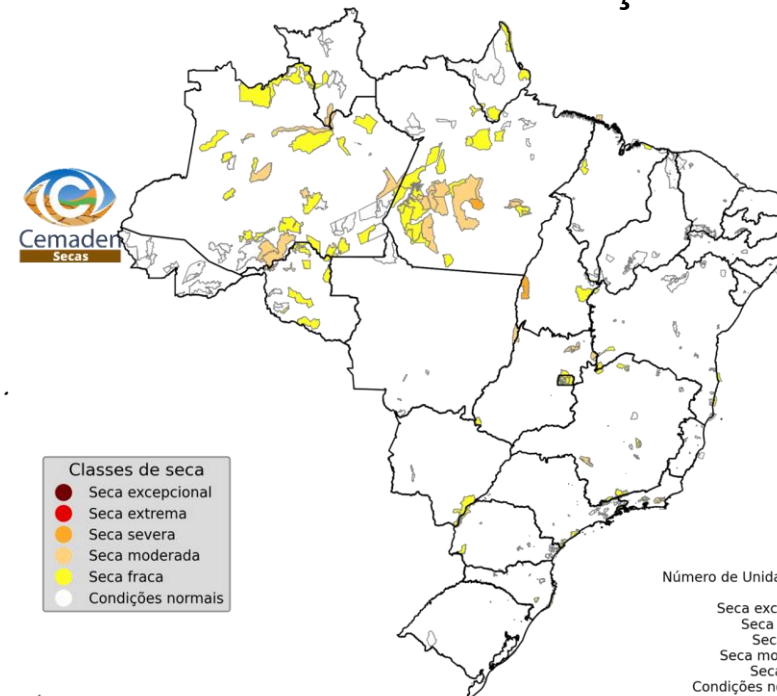 Cemaden
Secas
Classes de seca
Seca excepcional
Seca extrema
Seca severa
Seca moderada
Seca fraca
Condições normais
Número de Unida
Seca exc
Seca
Sec
Seca mo
Seca
Condições n